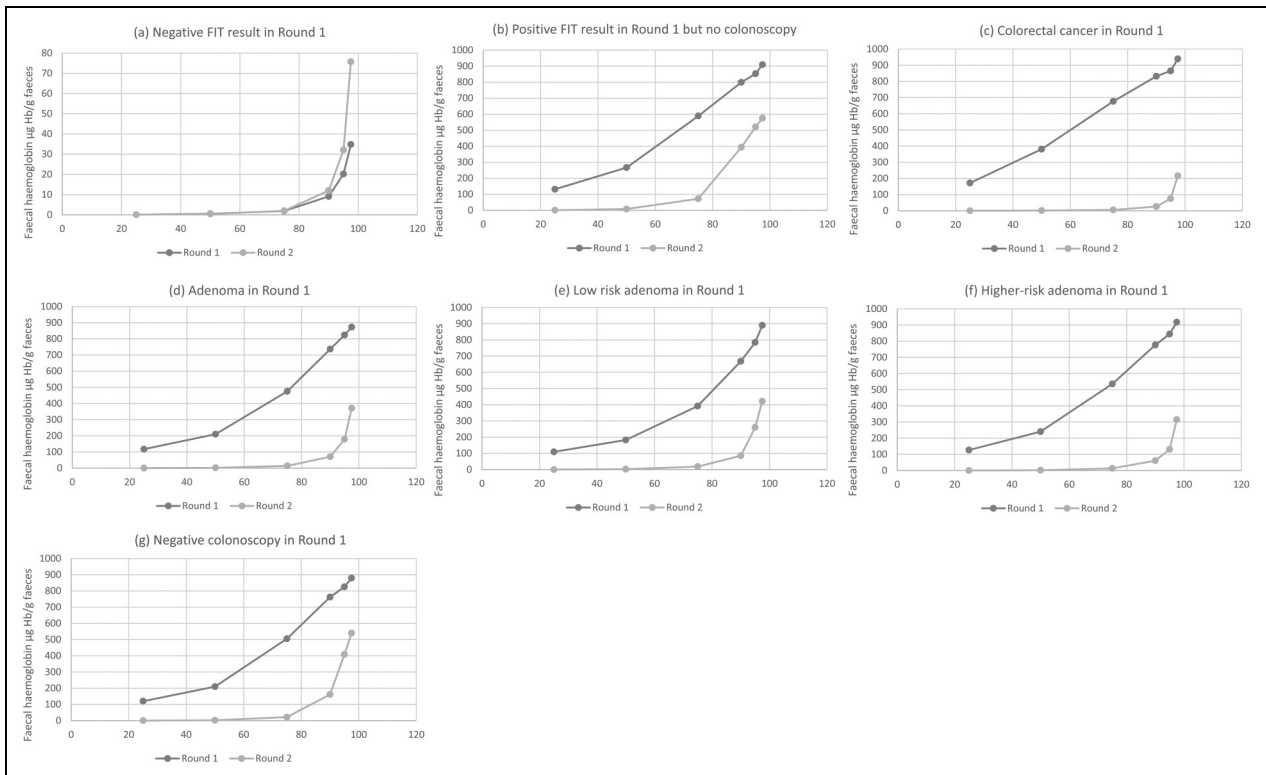 (a) Negative FIT result in Round 1
Faecal haemoglobin µg Hb/g faeces
80
70
60
50
40
30
20
10
0
0 20 40 60 80 100 120
Round 1 Round 2
(b) Positive FIT result in Round 1 but no colonoscopy
Faecal haemoglobin µg Hb/g faeces
1000
900
800
700
600
500
400
300
200
100
0
0 20 40 60 80 100 120
Round 1 Round 2
(c) Colorectal cancer in Round 1
Faecal haemoglobin µg Hb/g faeces
1000
900
800
700
600
500
400
300
200
100
0
0 20 40 60 80 100 120
Round 1 Round 2
(d) Adenoma in Round 1
Faecal haemoglobin µg Hb/g faeces
1000
900
800
700
600
500
400
300
200
100
0
0 20 40 60 80 100 120
Round 1 Round 2
(e) Low risk adenoma in Round 1
Faecal haemoglobin µg Hb/g faeces
1000
900
800
700
600
500
400
300
200
100
0
0 20 40 60 80 100 120
Round 1 Round 2
(f) Higher-risk adenoma in Round 1
Faecal haemoglobin µg Hb/g faeces
1000
900
800
700
600
500
400
300
200
100
0
0 20 40 60 80 100 120
Round 1 Round 2
(g) Negative colonoscopy in Round 1
Faecal haemoglobin µg Hb/g faeces
1000
900
800
700
600
500
400
300
200
100
0
0 20 40 60 80 100 120
Round 1 Round 2